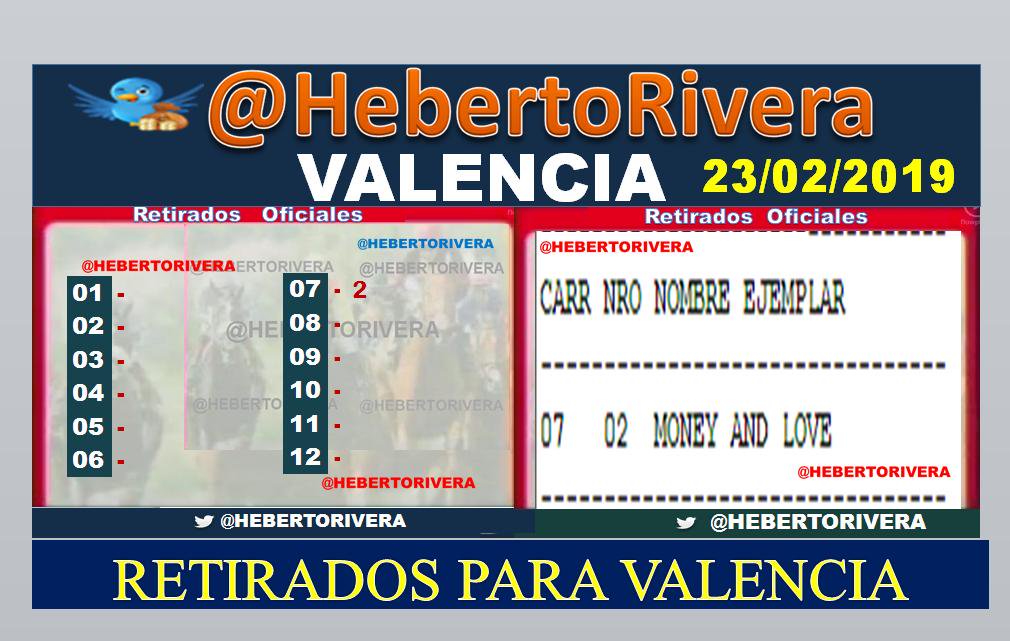 @HebertoRivera
VALENCIA 23/02/2019
Retirados Oficiales
@HEBERTORIVERA
@HEBERTORIVERA
@HEBERTORIVERA
@HEBERTORIVERA
01 -
02 -
03 -
04 -
05 -
06 -
07 - 2
08 -
09 -
10 -
11 -
12 -
@HEBERTORIVERA
@HEBERTORIVERA
@HEBERTORIVERA
Retirados Oficiales
@HEBERTORIVERA
CARR NRO NOMBRE EJEMPLAR
07 02 MONEY AND LOVE
@HEBERTORIVERA
@HEBERTORIVERA
RETIRADOS PARA VALENCIA